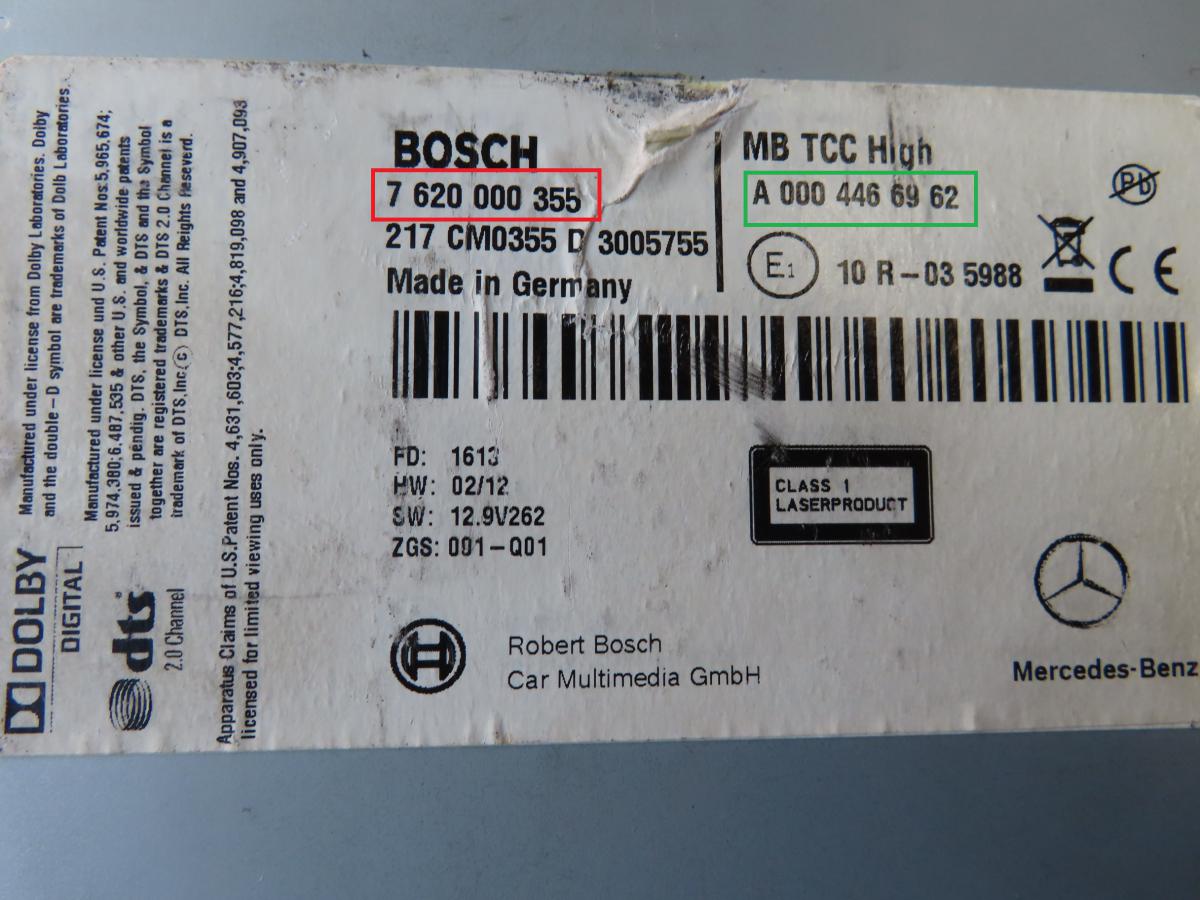 BOSCH
7 620 000 355
217 CM0355 D 3005755
Made in Germany
MB TCC High
A 000 446 69 62
Pb
E1
10 R-03 5988
CE
FD: 1613
HW: 02/12
SW: 12.9V262
ZGS: 001-Q01
CLASS 1
LASERPRODUCT
Robert Bosch
Car Multimedia GmbH
Mercedes-Benz
DOLBY
DIGITAL
Manufactured under license from Dolby Laboratories. Dolby
and the double-D symbol are trademarks of Dolb Laboratories.
dts
2.0 Channel
Manufactured under license und U.S. Patent Nos:5,965,674;
5,974,380;6,487,535 & other U.S. and worldwide patents
issued & pendig. DTS, the Symbol, & DTS and the Symbol
together are registered trademarks & DTS 2.0 Channel is a
trademark of DTS,Inc.(C) DTS,Inc. All Reights Reseverd.
Apparatus Claims of U.S.Patent Nos. 4,631,603;4,577,216;4,819,098 and 4,907,093
licensed for limited viewing uses only.